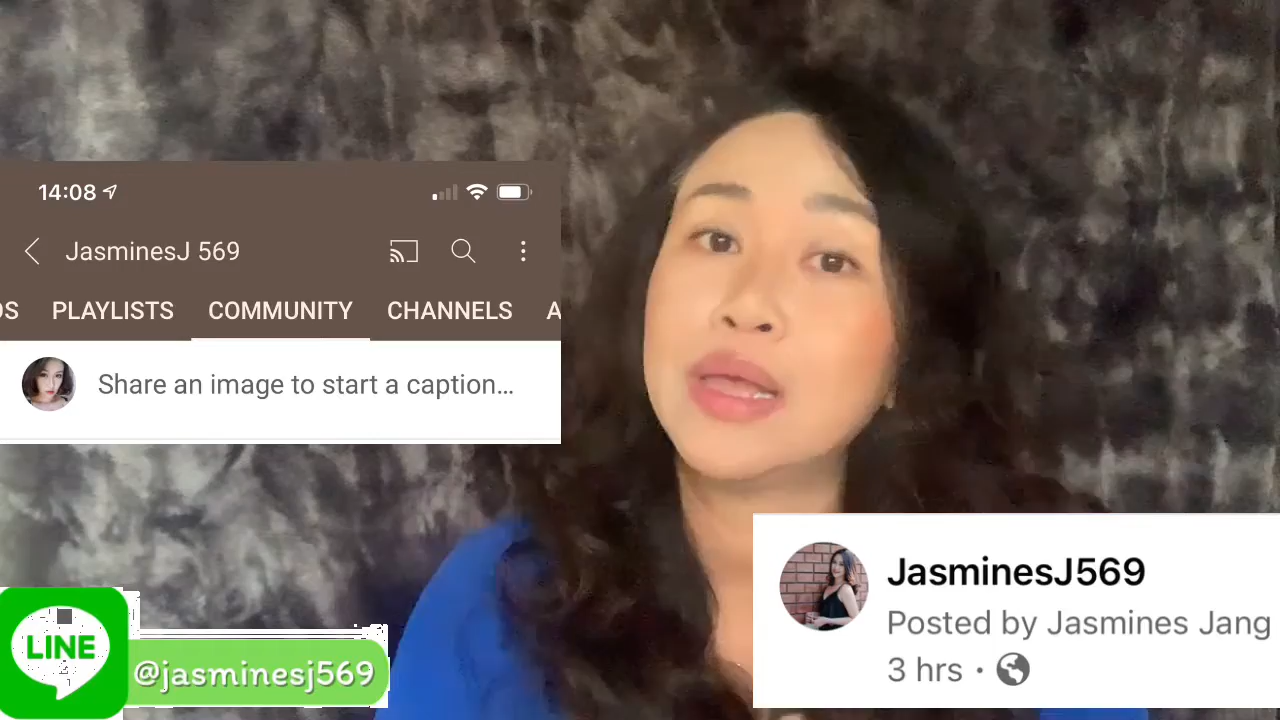 14:08
JasminesJ 569
OS PLAYLISTS COMMUNITY CHANNELS A
Share an image to start a caption...
JasminesJ569
Posted by Jasmines Jang
3 hrs ·
LINE
@jasminesj569